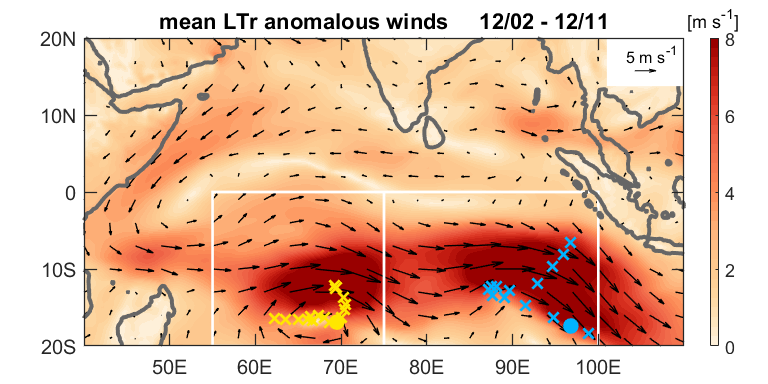 mean LTr anomalous winds 12/02 - 12/11
[m s⁻¹]
5 m s⁻¹
20N
10N
0
10S
20S
50E 60E 70E 80E 90E 100E
8
6
4
2
0